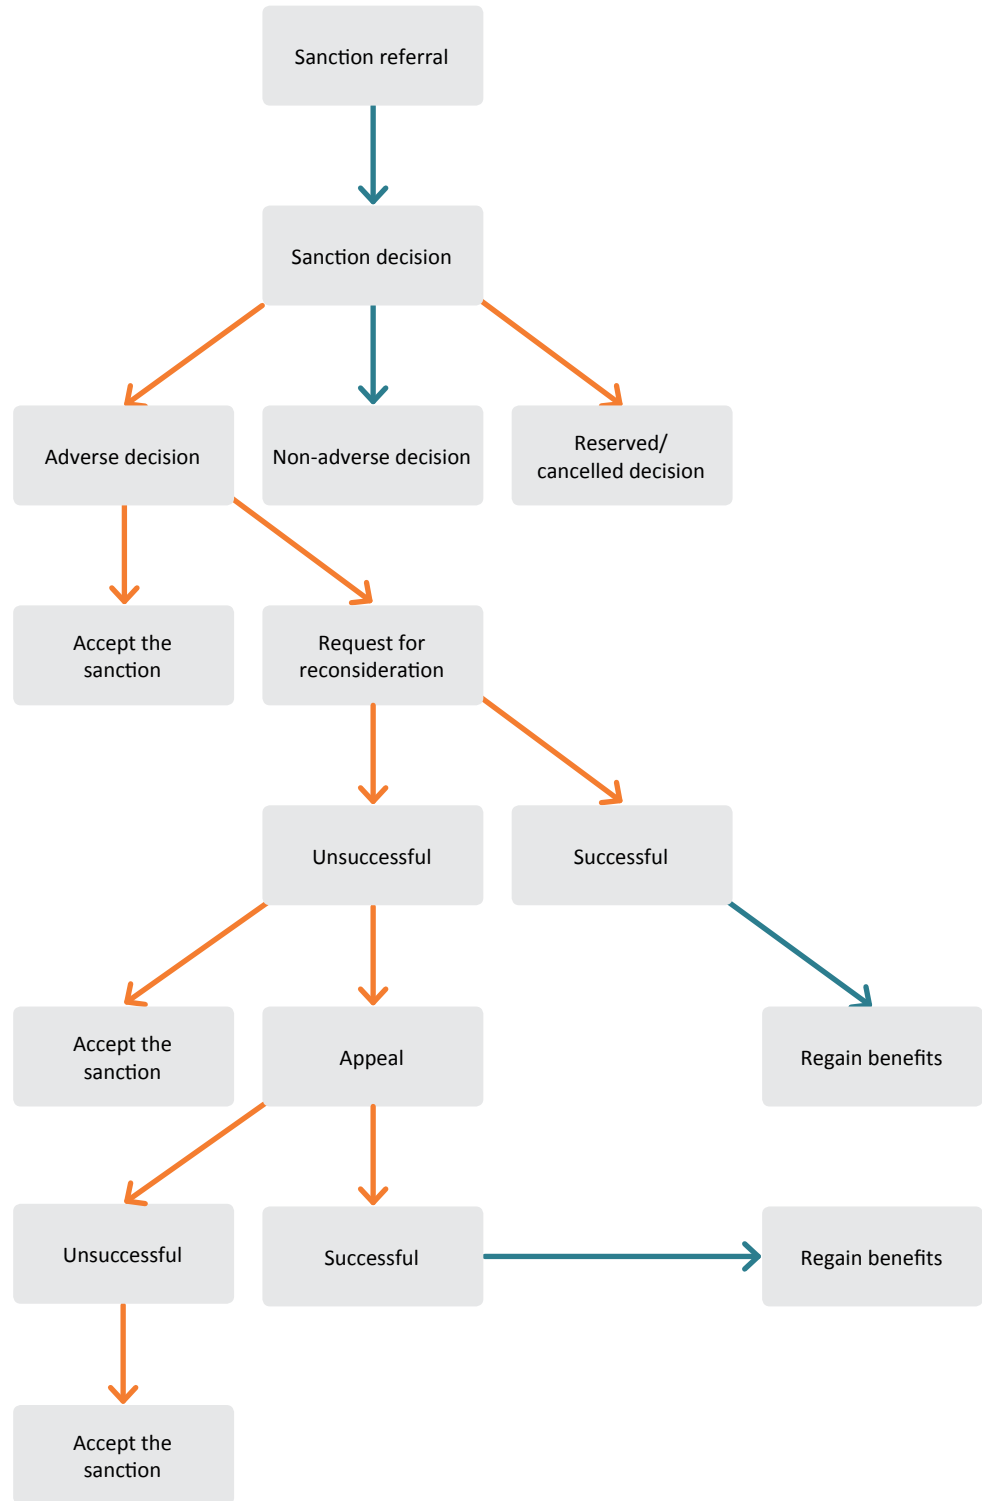 Sanction referral
Sanction decision
Adverse decision
Non-adverse decision
Reserved/
cancelled decision
Accept the
sanction
Request for
reconsideration
Unsuccessful
Successful
Accept the
sanction
Appeal
Regain benefits
Unsuccessful
Successful
Regain benefits
Accept the
sanction